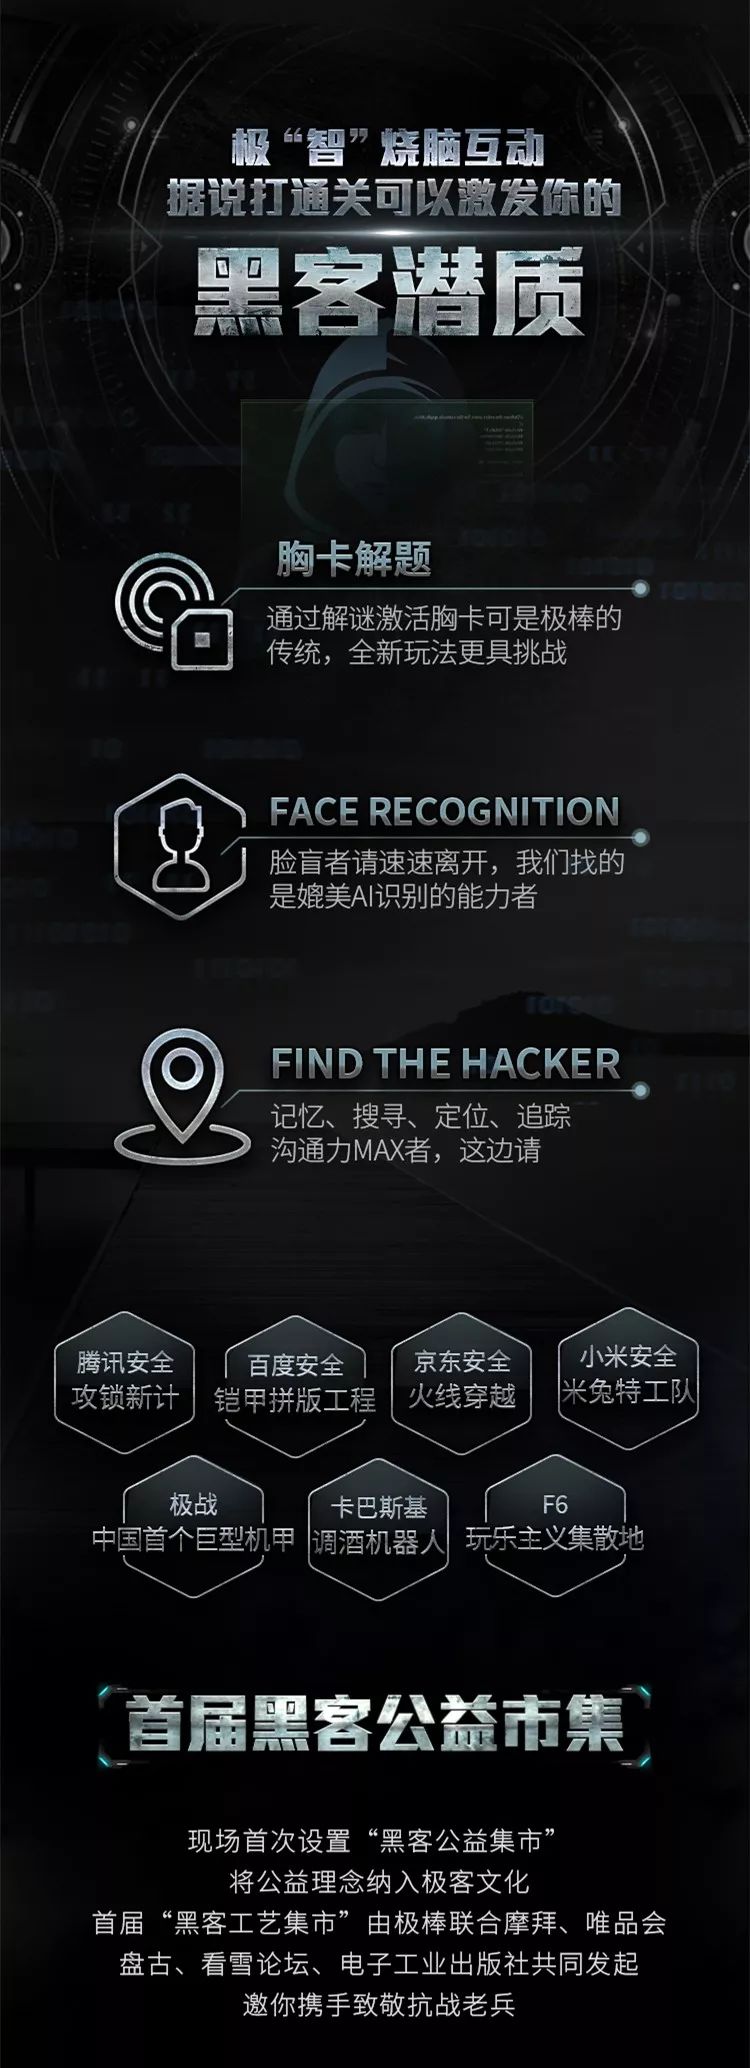 极“智”烧脑互动
据说打通关可以激发你的
黑客潜质
胸卡解题
通过解谜激活胸卡可是极棒的
传统，全新玩法更具挑战
FACE RECOGNITION
脸盲者请速速离开，我们找的
是媲美AI识别的能力者
FIND THE HACKER
记忆、搜寻、定位、追踪
沟通力MAX者，这边请
腾讯安全
攻锁新计
百度安全
铠甲拼版工程
京东安全
火线穿越
小米安全
米兔特工队
极战
中国首个巨型机甲
卡巴斯基
调酒机器人
F6
玩乐主义集散地
首届黑客公益市集
现场首次设置“黑客公益集市”
将公益理念纳入极客文化
首届“黑客工艺集市”由极棒联合摩拜、唯品会
盘古、看雪论坛、电子工业出版社共同发起
邀你携手致敬抗战老兵